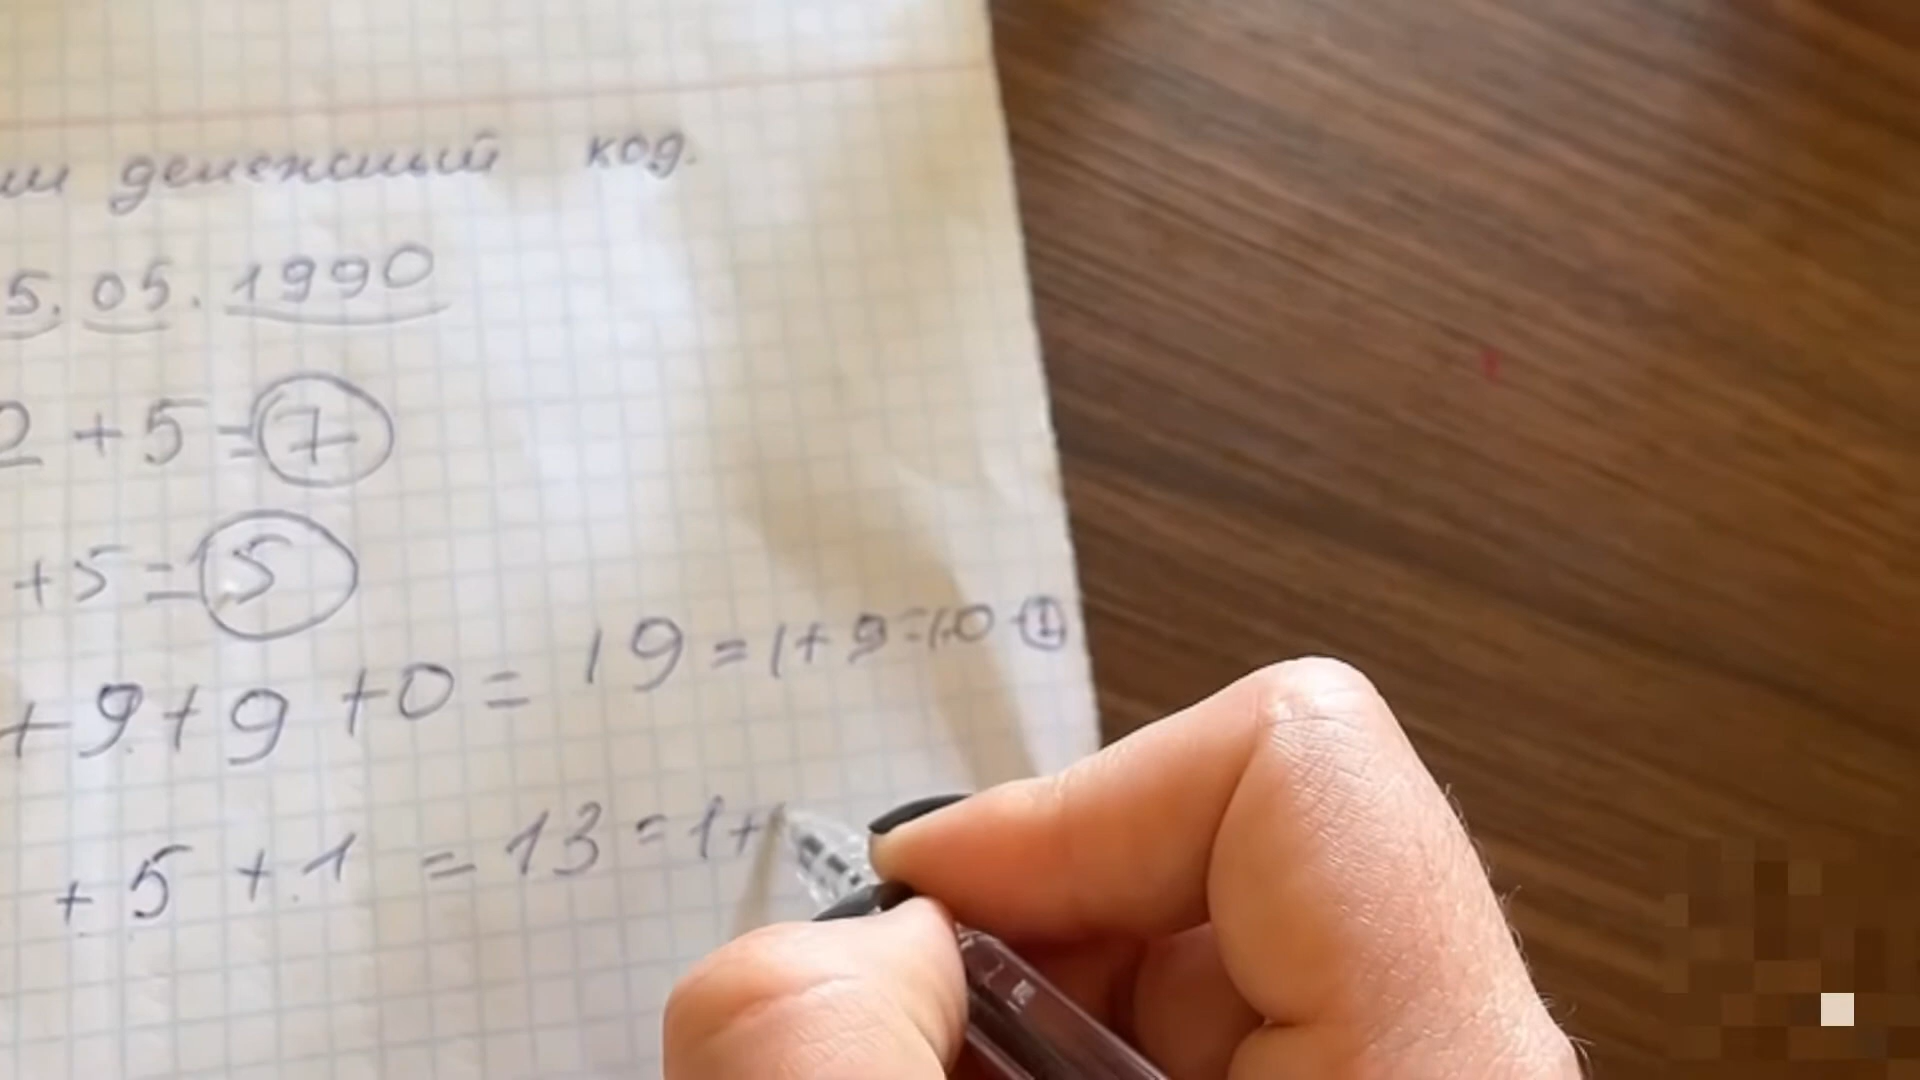 денежный код.
5. 05. 1990
2 + 5 = 7
+ 5 = 5
+ 9 + 9 + 0 = 19 = 1 + 9 = 10 1
+ 5 + 1 = 13 = 1 +